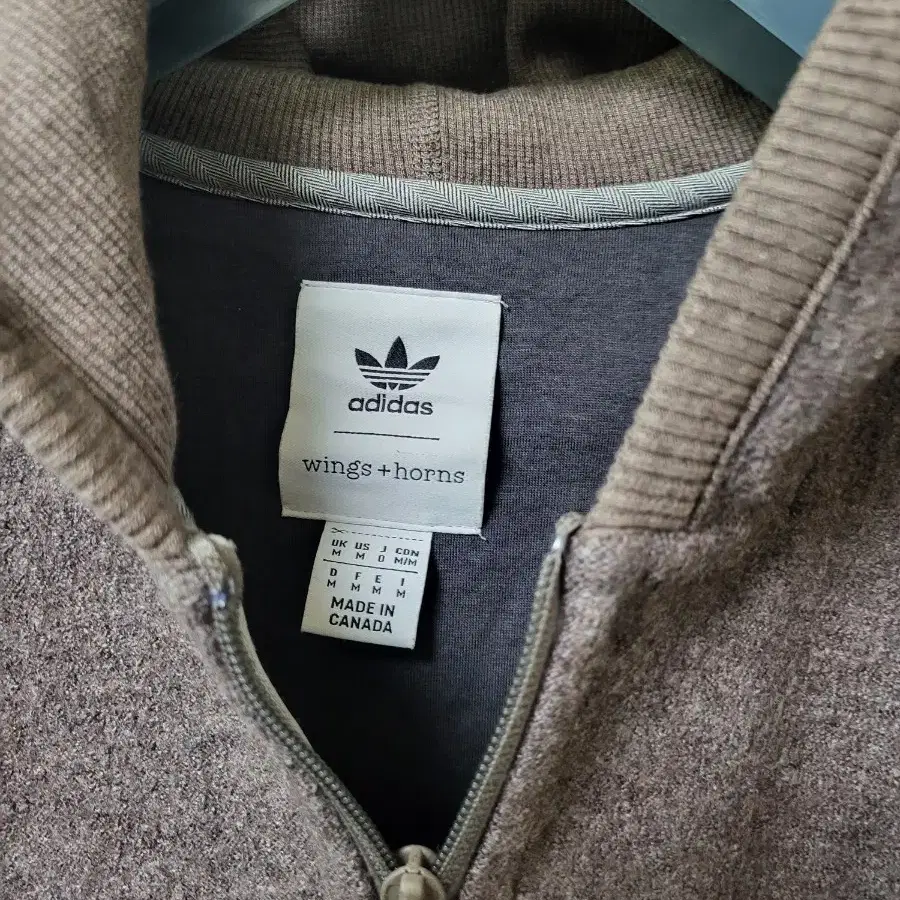 adidas
wings+horns
UK US J CDN
M M O M/M
D F E I
M M M M
MADE IN
CANADA